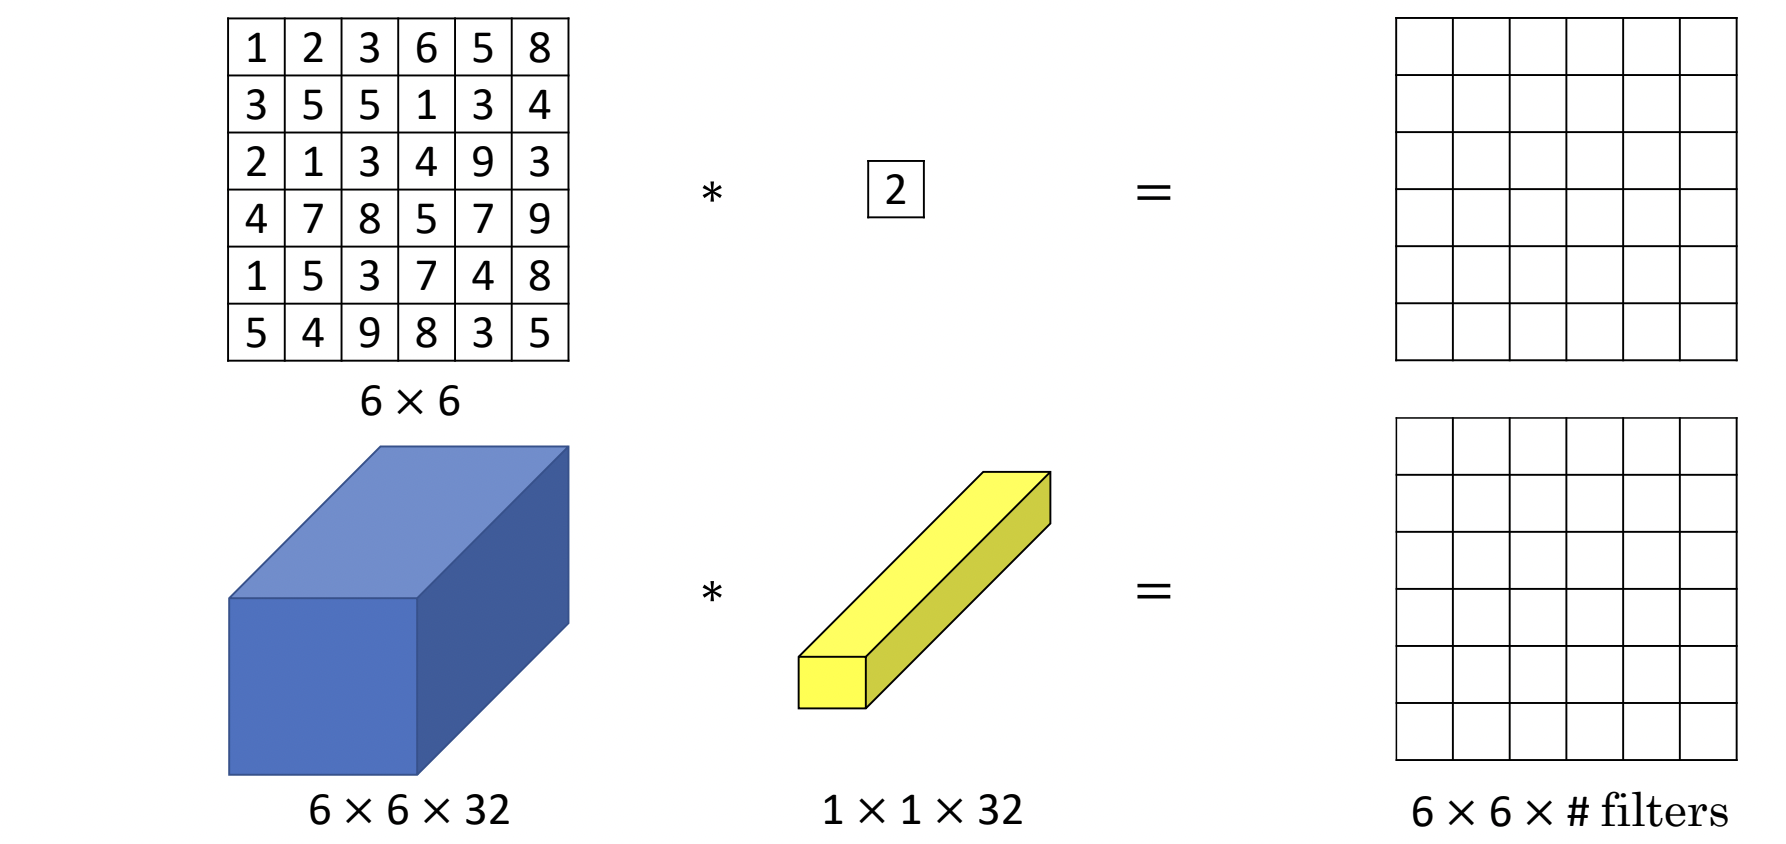 1 2 3 6 5 8
3 5 5 1 3 4
2 1 3 4 9 3
∗ 2 =
4 7 8 5 7 9
1 5 3 7 4 8
5 4 9 8 3 5
6 × 6
∗ =
6 × 6 × 32
1 × 1 × 32
6 × 6 × # filters